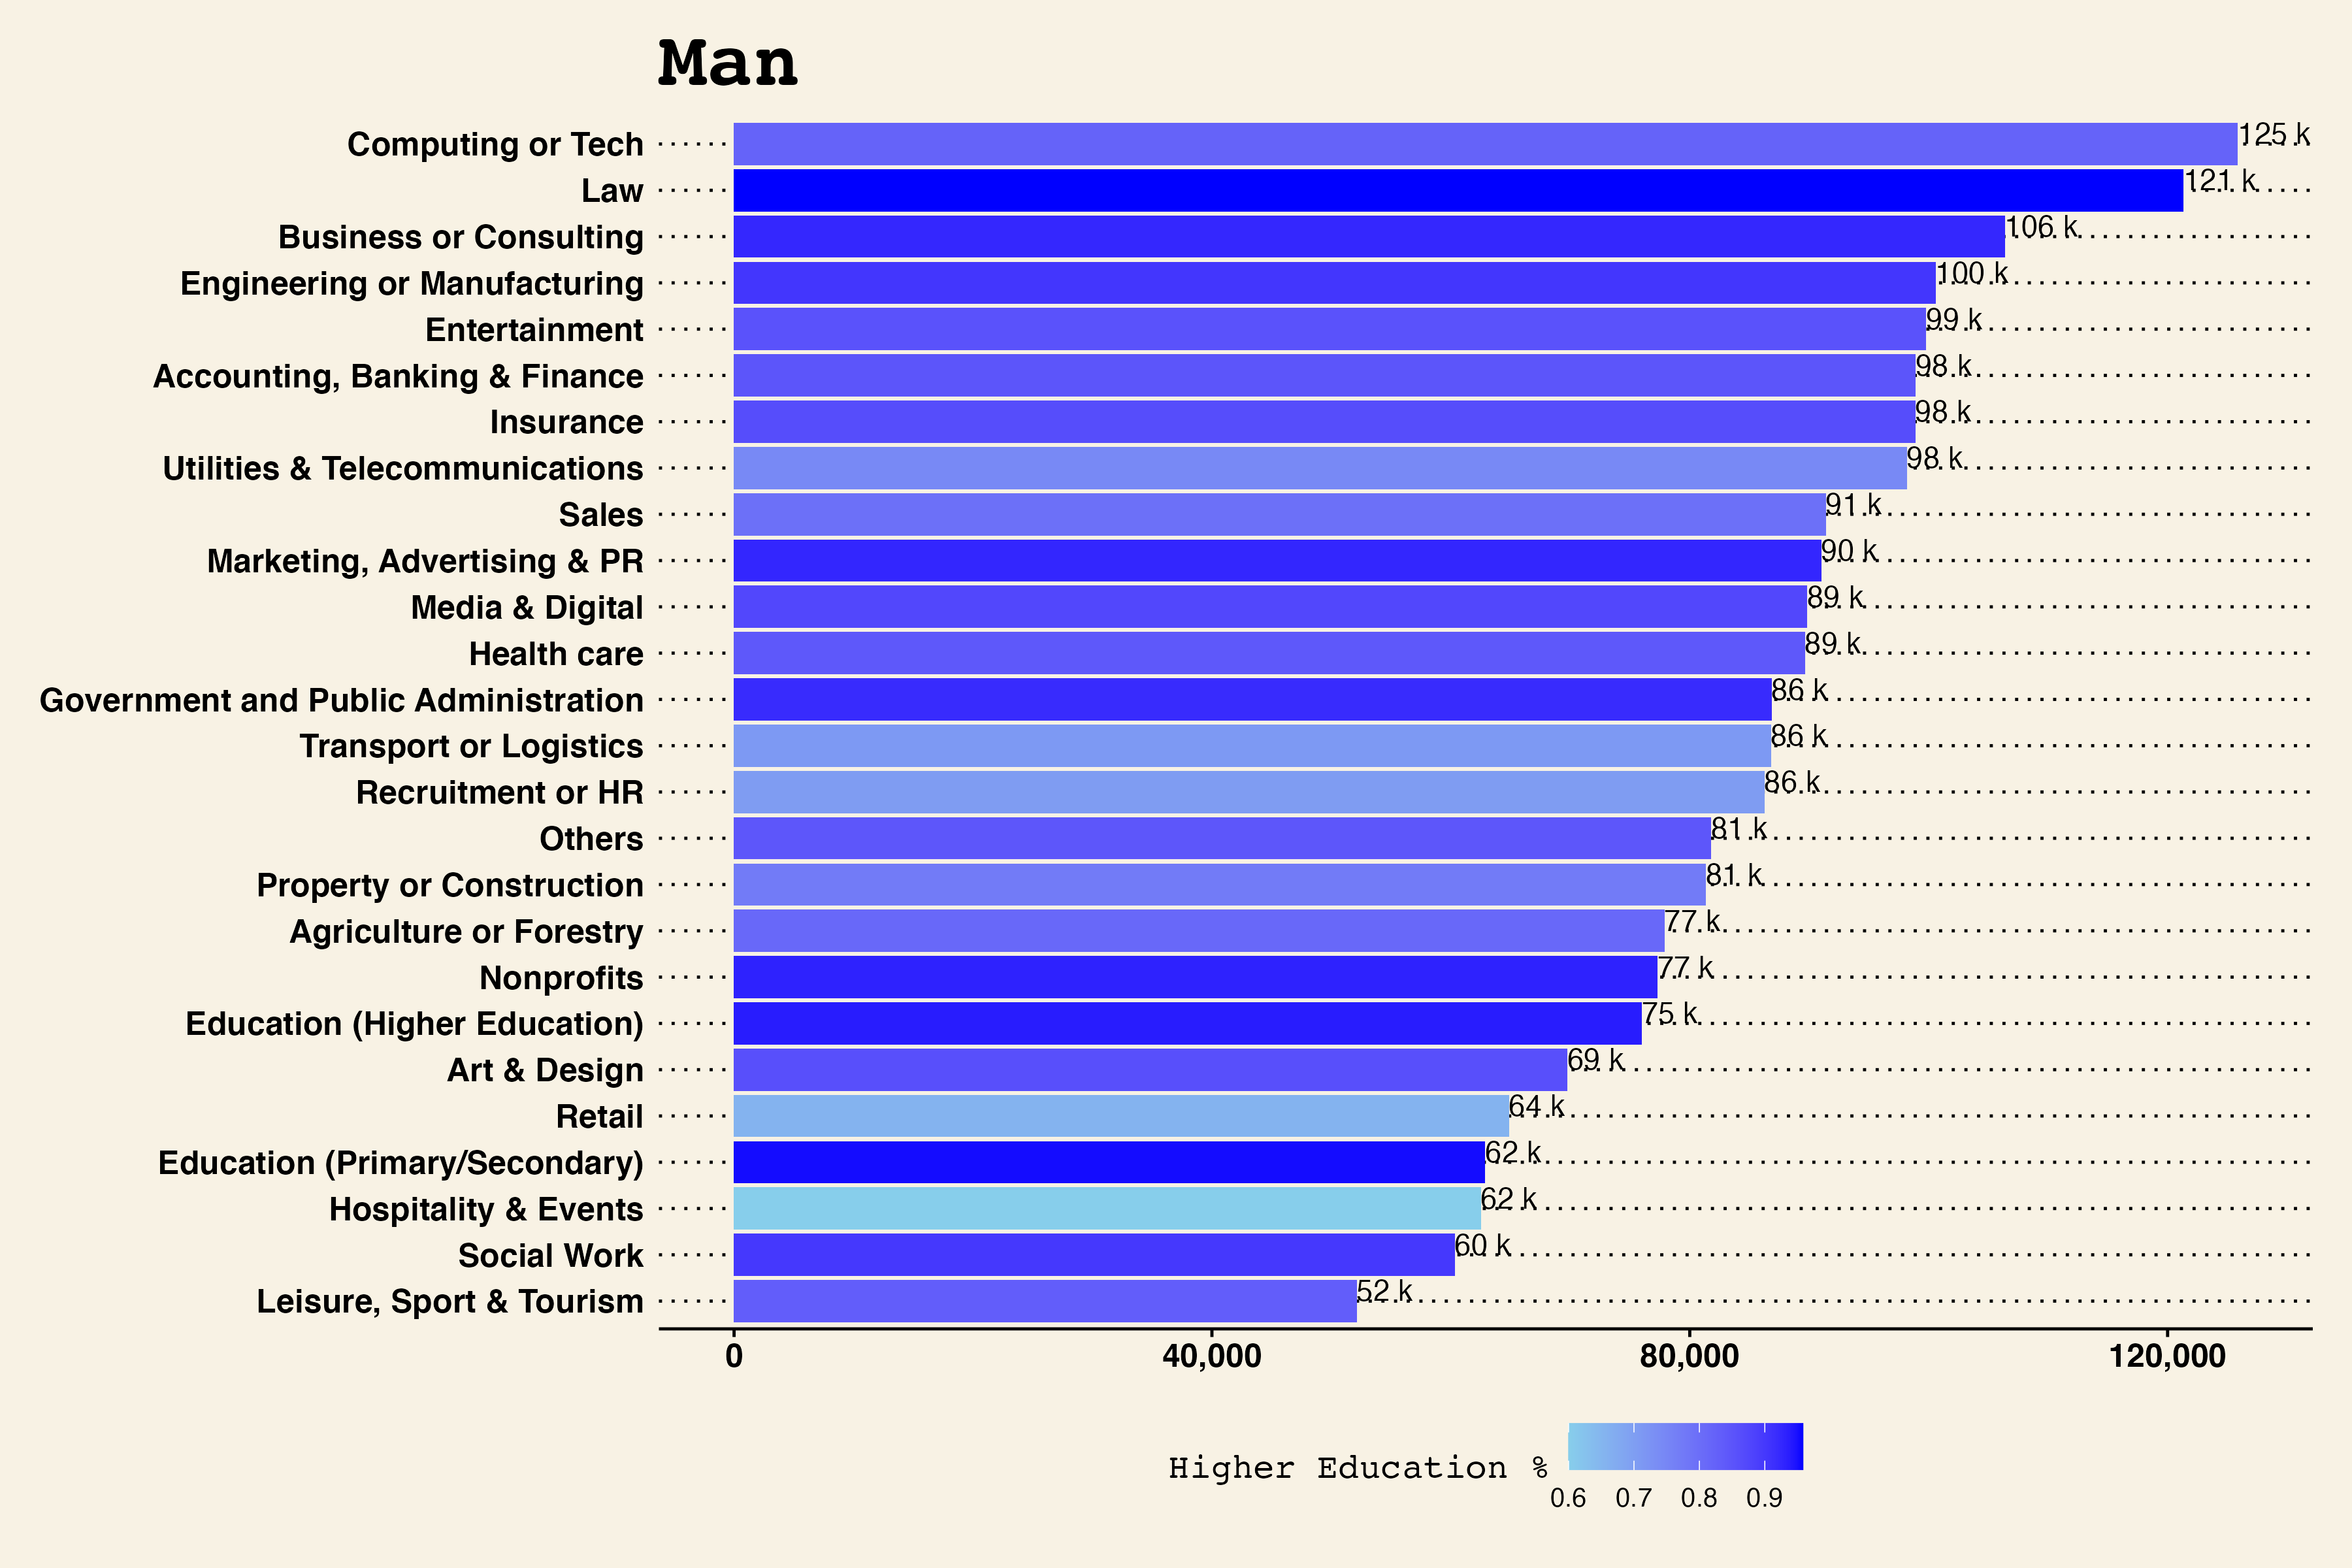 Man
Computing or Tech 125 k
Law 121 k
Business or Consulting 106 k
Engineering or Manufacturing 100 k
Entertainment 99 k
Accounting, Banking & Finance 98 k
Insurance 98 k
Utilities & Telecommunications 98 k
Sales 91 k
Marketing, Advertising & PR 90 k
Media & Digital 89 k
Health care 89 k
Government and Public Administration 86 k
Transport or Logistics 86 k
Recruitment or HR 86 k
Others 81 k
Property or Construction 81 k
Agriculture or Forestry 77 k
Nonprofits 77 k
Education (Higher Education) 75 k
Art & Design 69 k
Retail 64 k
Education (Primary/Secondary) 62 k
Hospitality & Events 62 k
Social Work 60 k
Leisure, Sport & Tourism 52 k
0 40,000 80,000 120,000
Higher Education %
0.6 0.7 0.8 0.9